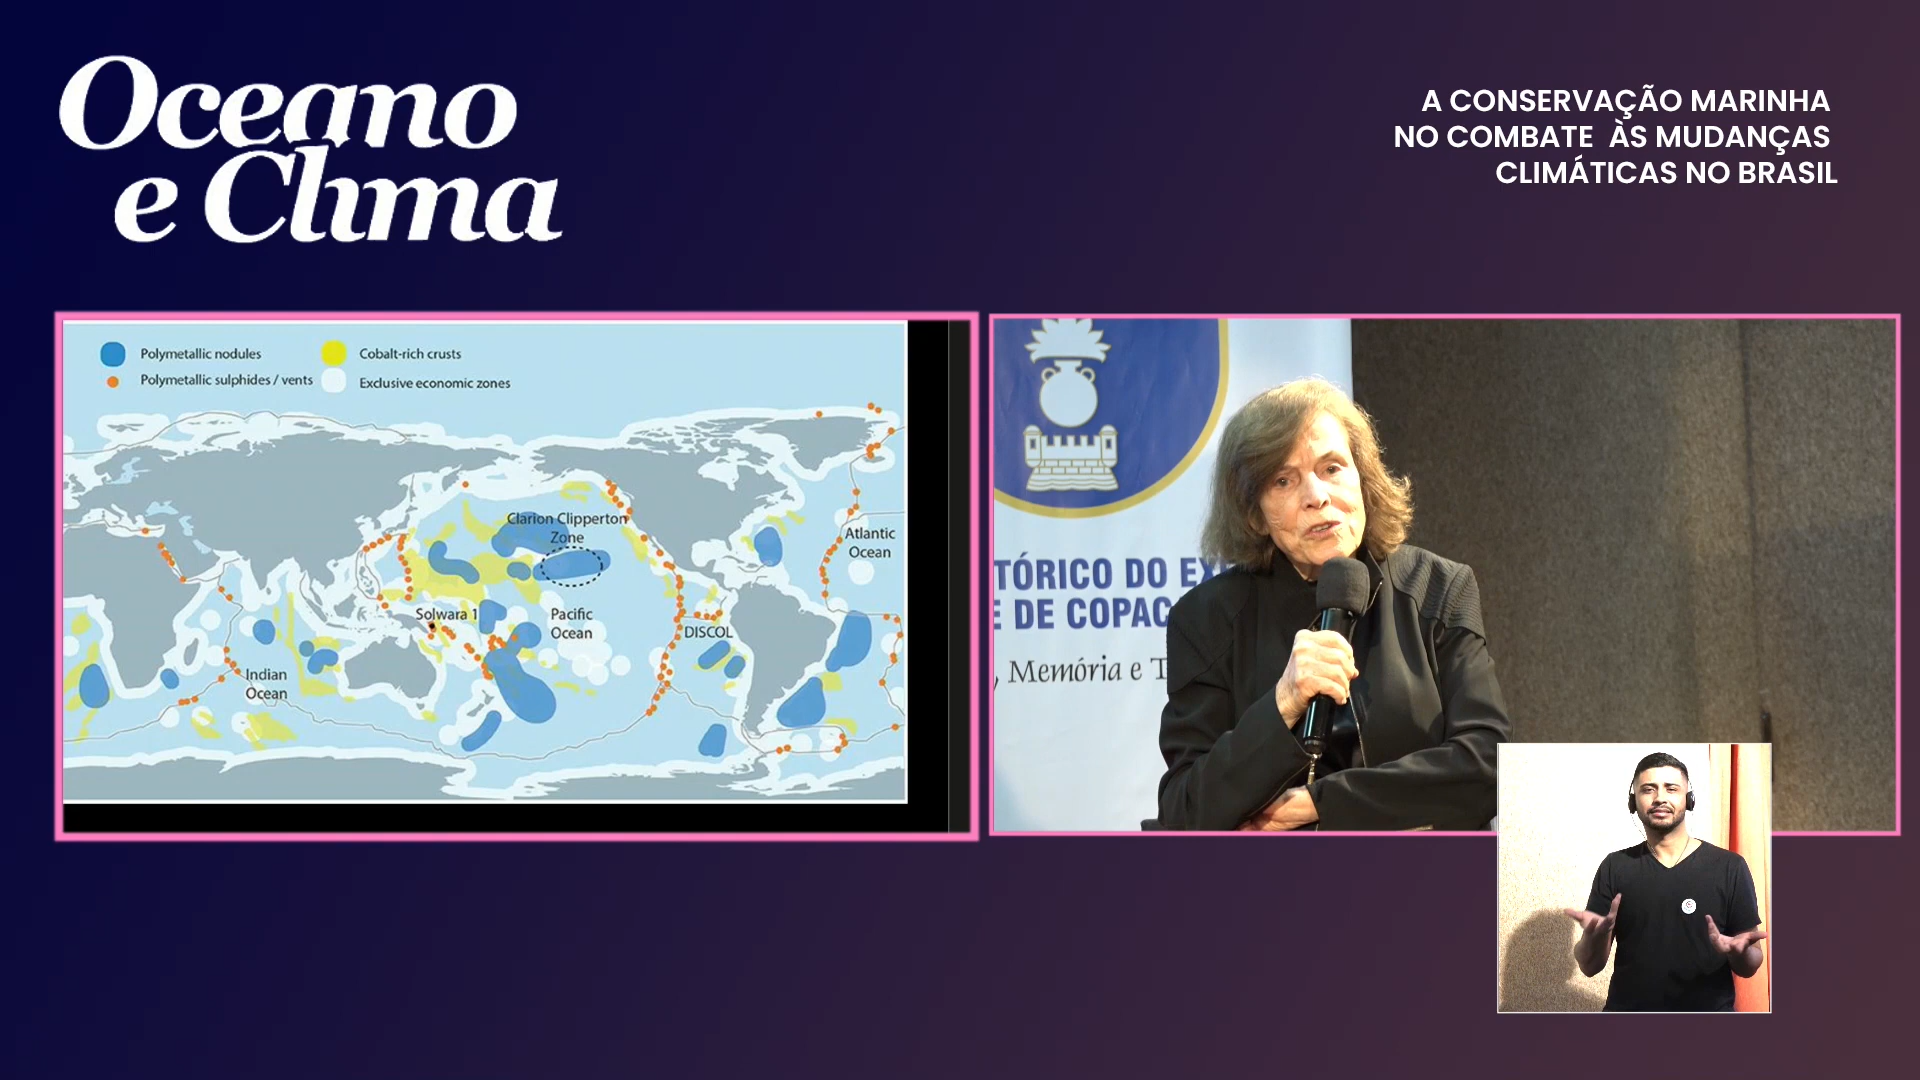 Oceano
e Clima
A CONSERVAÇÃO MARINHA
NO COMBATE ÀS MUDANÇAS
CLIMÁTICAS NO BRASIL
Polymetallic nodules
Cobalt-rich crusts
Polymetallic sulphides / vents
Exclusive economic zones
Clarion Clipperton
Zone
Atlantic
Ocean
Solwara 1
Pacific
Ocean
DISCOL
Indian
Ocean
TÓRICO DO EX
E DE COPAC
, Memória e T